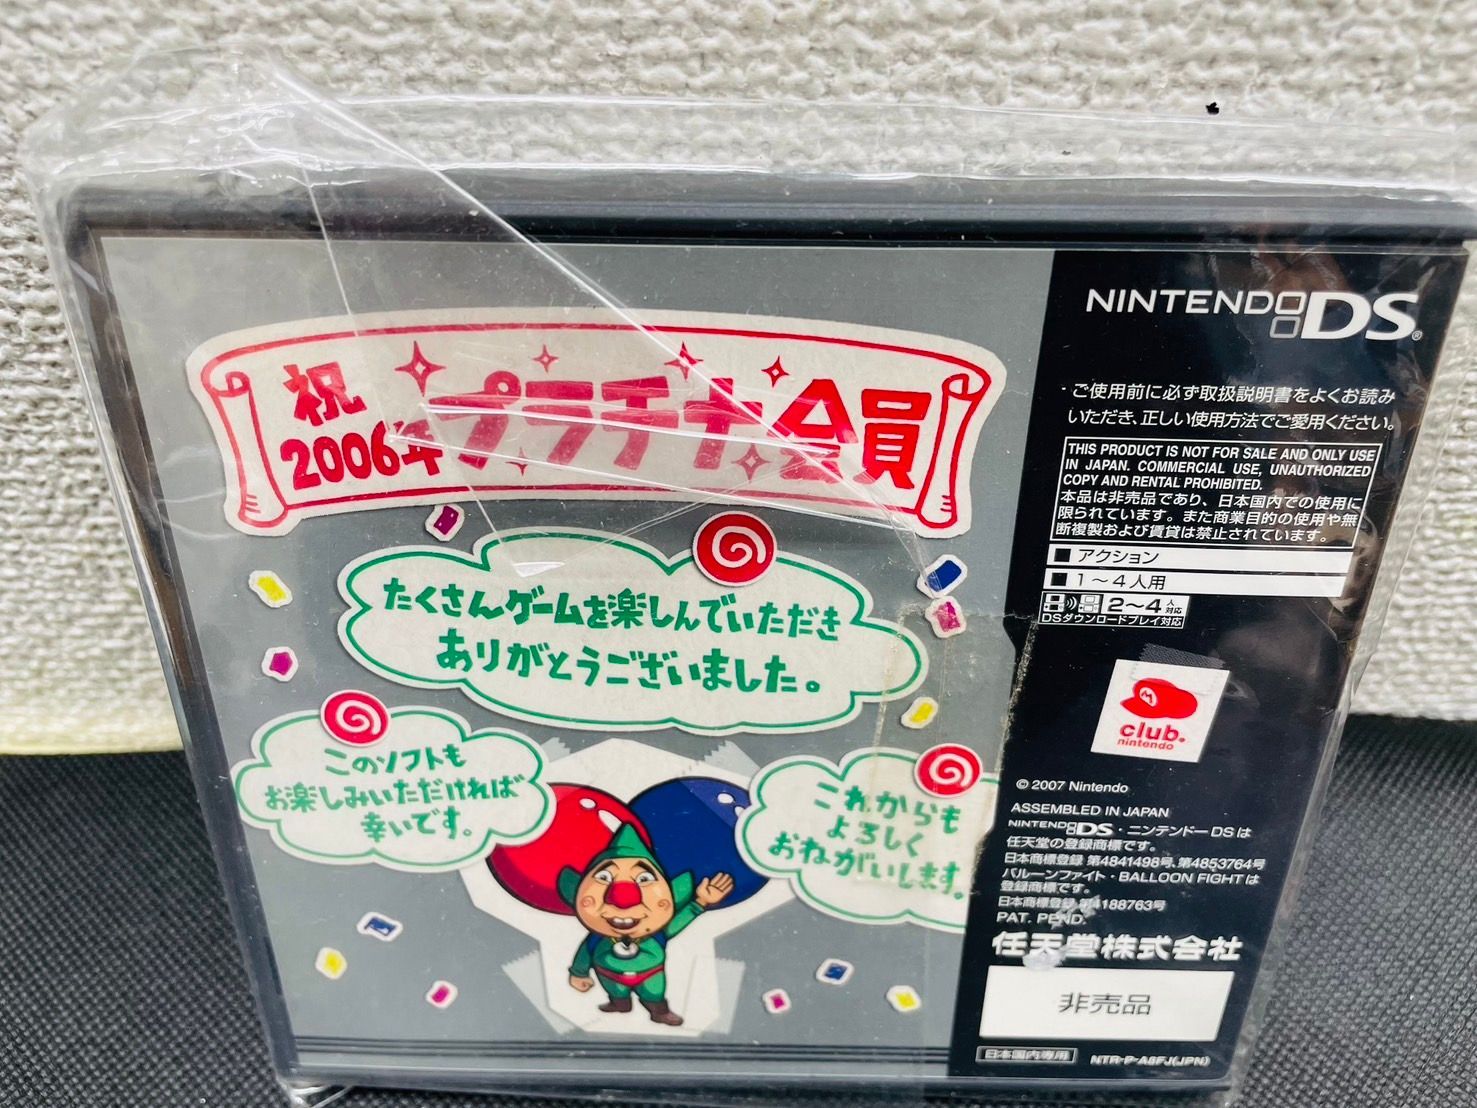 祝
2006年プラチナ会員
たくさんゲームを楽しんでいただき
ありがとうございました。
このソフトも
お楽しみいただければ
幸いです。
これからも
よろしく
おねがいします。
NINTENDO DS®
・ご使用前に必ず取扱説明書をよくお読み
いただき、正しい使用方法でご愛用ください。
THIS PRODUCT IS NOT FOR SALE AND ONLY USE
IN JAPAN. COMMERCIAL USE, UNAUTHORIZED
COPY AND RENTAL PROHIBITED.
本品は非売品であり、日本国内での使用に
限られています。また商業目的の使用や無
断複製および賃貸は禁止されています。
■ アクション
■ 1～4人用
2～4人対応
DSダウンロードプレイ対応
M
club.
nintendo
© 2007 Nintendo
ASSEMBLED IN JAPAN
NINTENDO DS・ニンテンドーDSは
任天堂の登録商標です。
日本商標登録 第4841498号、第4853764号
バルーンファイト・BALLOON FIGHTは
登録商標です。
日本商標登録 第4188763号
PAT. PEND.
任天堂株式会社
非売品
日本国内専用
NTR-P-A8FJ(JPN)